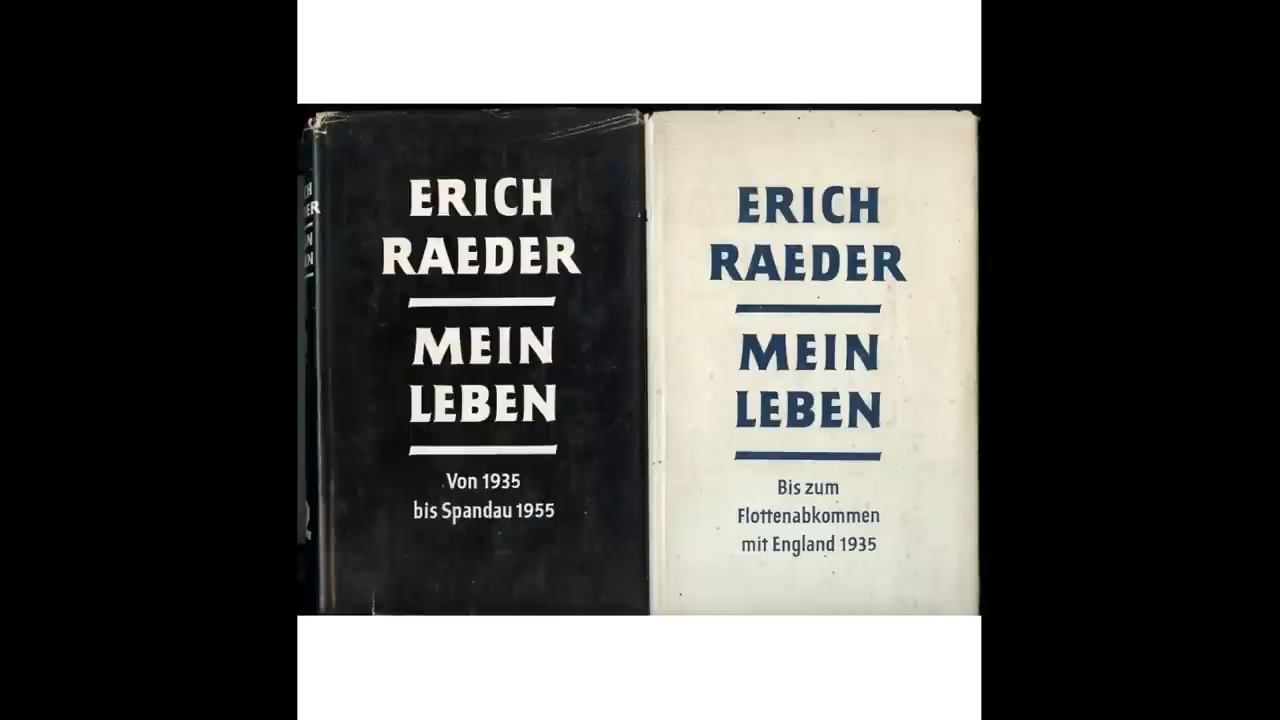 ERICH
RAEDER
MEIN
LEBEN
Von 1935
bis Spandau 1955
ERICH
RAEDER
MEIN
LEBEN
Bis zum
Flottenabkommen
mit England 1935